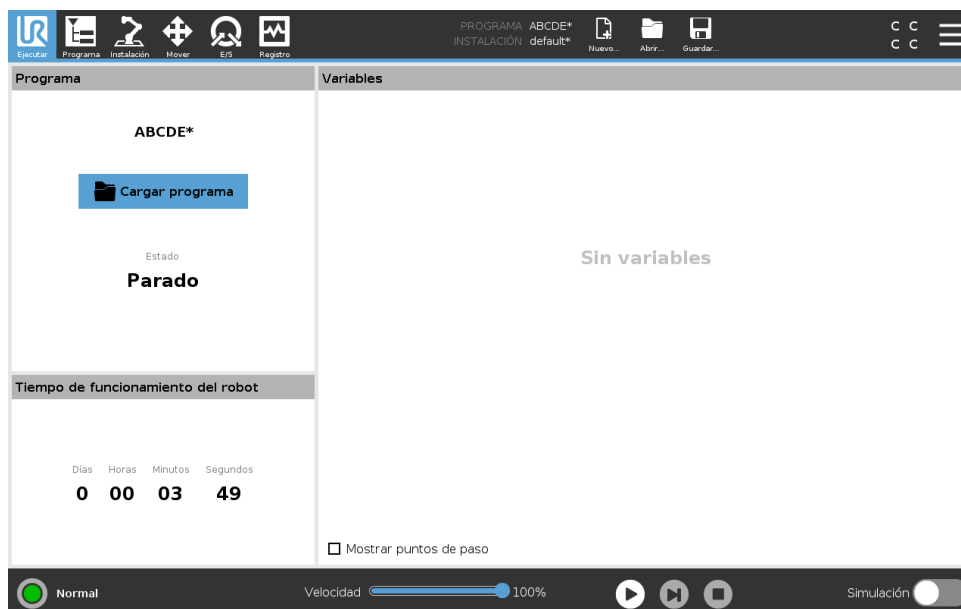 UR
Ejecutar Programa Instalación Mover E/S Registro
PROGRAMA ABCDE*
INSTALACIÓN default*
Nuevo... Abrir... Guardar...
C C
C C
Programa
Variables
ABCDE*
Cargar programa
Estado
Parado
Sin variables
Tiempo de funcionamiento del robot
Días Horas Minutos Segundos
0 00 03 49
Mostrar puntos de paso
Normal
Velocidad 100%
Simulación